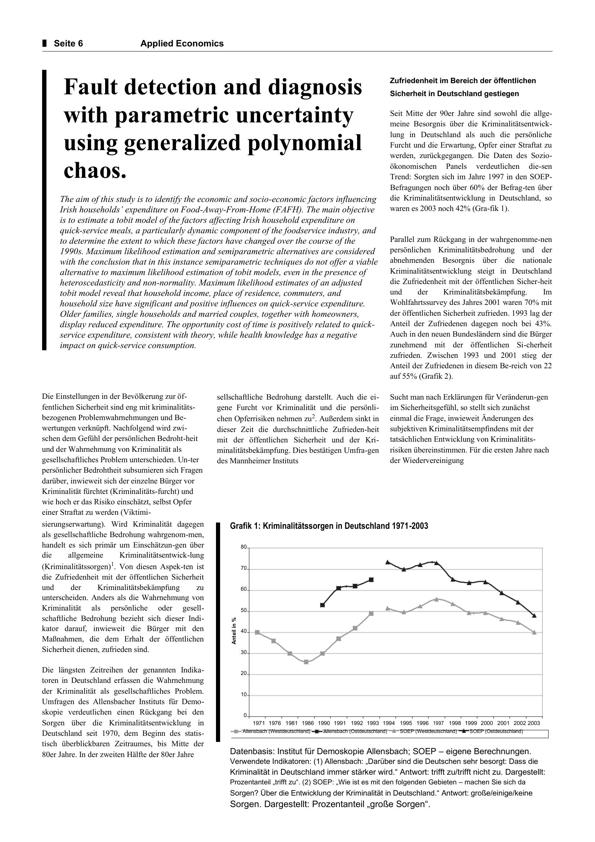 Seite 6 Applied Economics
Fault detection and diagnosis
with parametric uncertainty
using generalized polynomial
chaos.
The aim of this study is to identify the economic and socio-economic factors influencing
Irish households' expenditure on Food-Away-From-Home (FAFH). The main objective
is to estimate a tobit model of the factors affecting Irish household expenditure on
quick-service meals, a particularly dynamic component of the foodservice industry, and
to determine the extent to which these factors have changed over the course of the
1990s. Maximum likelihood estimation and semiparametric alternatives are considered
with the conclusion that in this instance semiparametric techniques do not offer a viable
alternative to maximum likelihood estimation of tobit models, even in the presence of
heteroscedasticity and non-normality. Maximum likelihood estimates of an adjusted
tobit model reveal that household income, place of residence, commuters, and
household size have significant and positive influences on quick-service expenditure.
Older families, single households and married couples, together with homeowners,
display reduced expenditure. The opportunity cost of time is positively related to quick-
service expenditure, consistent with theory, while health knowledge has a negative
impact on quick-service consumption.
Zufriedenheit im Bereich der öffentlichen
Sicherheit in Deutschland gestiegen
Seit Mitte der 90er Jahre sind sowohl die allge-
meine Besorgnis über die Kriminalitätsentwick-
lung in Deutschland als auch die persönliche
Furcht und die Erwartung, Opfer einer Straftat zu
werden, zurückgegangen. Die Daten des Sozio-
ökonomischen Panels verdeutlichen die-sen
Trend: Sorgten sich im Jahre 1997 in den SOEP-
Befragungen noch über 60% der Befrag-ten über
die Kriminalitätsentwicklung in Deutschland, so
waren es 2003 noch 42% (Gra-fik 1).
Parallel zum Rückgang in der wahrgenomme-nen
persönlichen Kriminalitätsbedrohung und der
abnehmenden Besorgnis über die nationale
Kriminalitätsentwicklung steigt in Deutschland
die Zufriedenheit mit der öffentlichen Sicher-heit
und der Kriminalitätsbekämpfung. Im
Wohlfahrtssurvey des Jahres 2001 waren 70% mit
der öffentlichen Sicherheit zufrieden. 1993 lag der
Anteil der Zufriedenen dagegen noch bei 43%.
Auch in den neuen Bundesländern sind die Bürger
zunehmend mit der öffentlichen Si-cherheit
zufrieden. Zwischen 1993 und 2001 stieg der
Anteil der Zufriedenen in diesem Be-reich von 22
auf 55% (Grafik 2).
Die Einstellungen in der Bevölkerung zur öf-
fentlichen Sicherheit sind eng mit kriminalitäts-
bezogenen Problemwahrnehmungen und Be-
wertungen verknüpft. Nachfolgend wird zwi-
schen dem Gefühl der persönlichen Bedroht-heit
und der Wahrnehmung von Kriminalität als
gesellschaftliches Problem unterschieden. Un-ter
persönlicher Bedrohtheit subsumieren sich Fragen
darüber, inwieweit sich der einzelne Bürger vor
Kriminalität fürchtet (Kriminalitäts-furcht) und
wie hoch er das Risiko einschätzt, selbst Opfer
einer Straftat zu werden (Viktimi-
sierungserwartung). Wird Kriminalität dagegen
als gesellschaftliche Bedrohung wahrgenom-men,
handelt es sich primär um Einschätzun-gen über
die allgemeine Kriminalitätsentwick-lung
(Kriminalitätssorgen)1. Von diesen Aspek-ten ist
die Zufriedenheit mit der öffentlichen Sicherheit
und der Kriminalitätsbekämpfung zu
unterscheiden. Anders als die Wahrnehmung von
Kriminalität als persönliche oder gesell-
schaftliche Bedrohung bezieht sich dieser Indi-
kator darauf, inwieweit die Bürger mit den
Maßnahmen, die dem Erhalt der öffentlichen
Sicherheit dienen, zufrieden sind.
Die längsten Zeitreihen der genannten Indika-
toren in Deutschland erfassen die Wahrnehmung
der Kriminalität als gesellschaftliches Problem.
Umfragen des Allensbacher Instituts für Demo-
skopie verdeutlichen einen Rückgang bei den
Sorgen über die Kriminalitätsentwicklung in
Deutschland seit 1970, dem Beginn des statis-
tisch überblickbaren Zeitraumes, bis Mitte der
80er Jahre. In der zweiten Hälfte der 80er Jahre
sellschaftliche Bedrohung darstellt. Auch die ei-
gene Furcht vor Kriminalität und die persönli-
chen Opferrisiken nehmen zu2. Außerdem sinkt in
dieser Zeit die durchschnittliche Zufrieden-heit
mit der öffentlichen Sicherheit und der Kri-
minalitätsbekämpfung. Dies bestätigen Umfra-gen
des Mannheimer Instituts
Sucht man nach Erklärungen für Veränderun-gen
im Sicherheitsgefühl, so stellt sich zunächst
einmal die Frage, inwieweit Änderungen des
subjektiven Kriminalitätsempfindens mit der
tatsächlichen Entwicklung von Kriminalitäts-
risiken übereinstimmen. Für die ersten Jahre nach
der Wiedervereinigung
Grafik 1: Kriminalitätssorgen in Deutschland 1971-2003
Anteil in %
80
70
60
50
40
30
20
10
0
1971 1976 1981 1986 1990 1991 1992 1993 1994 1995 1996 1997 1998 1999 2000 2001 2002 2003
Allensbach (Westdeutschland) Allensbach (Ostdeutschland) SOEP (Westdeutschland) SOEP (Ostdeutschland)
Datenbasis: Institut für Demoskopie Allensbach; SOEP – eigene Berechnungen.
Verwendete Indikatoren: (1) Allensbach: „Darüber sind die Deutschen sehr besorgt: Dass die
Kriminalität in Deutschland immer stärker wird.“ Antwort: trifft zu/trifft nicht zu. Dargestellt:
Prozentanteil „trifft zu“. (2) SOEP: „Wie ist es mit den folgenden Gebieten – machen Sie sich da
Sorgen? Über die Entwicklung der Kriminalität in Deutschland.“ Antwort: große/einige/keine
Sorgen. Dargestellt: Prozentanteil „große Sorgen“.